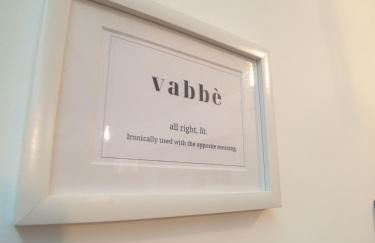 vabbè
all right, lit.
Ironically used with the opposite meaning.